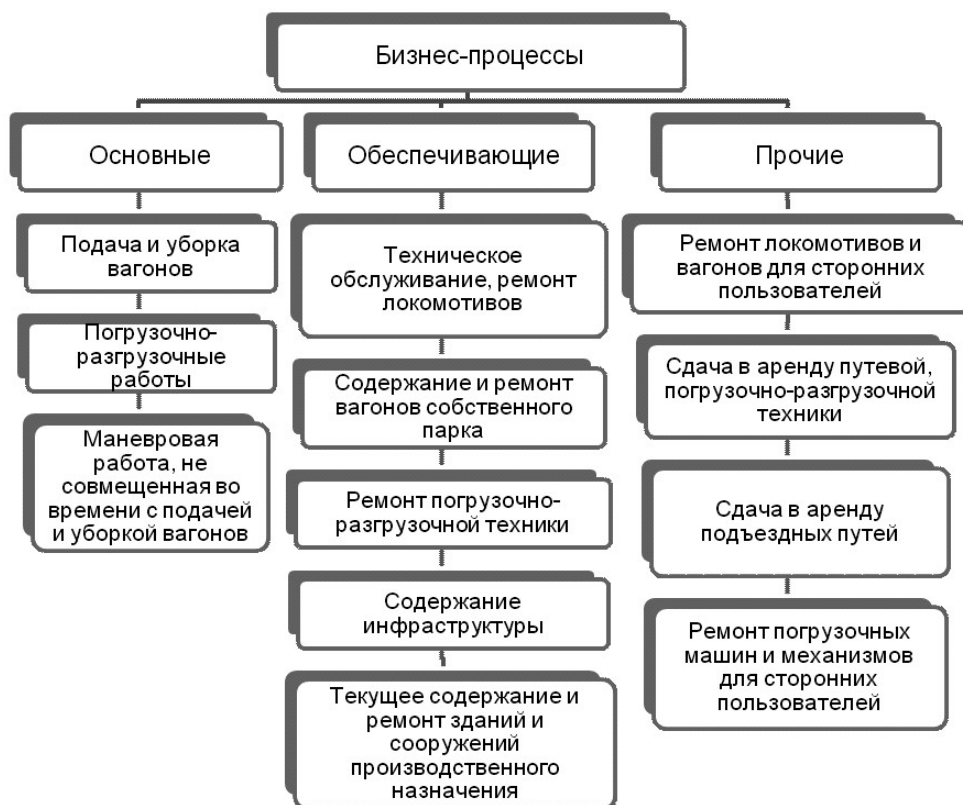 Бизнес-процессы
Основные
Подача и уборка
вагонов
Погрузочно-
разгрузочные
работы
Маневровая
работа, не
совмещенная во
времени с подачей
и уборкой вагонов
Обеспечивающие
Техническое
обслуживание, ремонт
локомотивов
Содержание и ремонт
вагонов собственного
парка
Ремонт погрузочно-
разгрузочной техники
Содержание
инфраструктуры
Текущее содержание и
ремонт зданий и
сооружений
производственного
назначения
Прочие
Ремонт локомотивов и
вагонов для сторонних
пользователей
Сдача в аренду путевой,
погрузочно-разгрузочной
техники
Сдача в аренду
подъездных путей
Ремонт погрузочных
машин и механизмов
для сторонних
пользователей